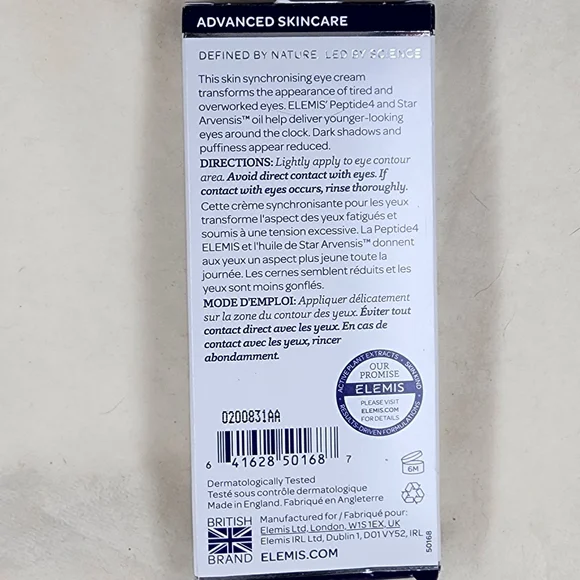 ADVANCED SKINCARE
DEFINED BY NATURE, LED BY SCIENCE
This skin synchronising eye cream
transforms the appearance of tired and
overworked eyes. ELEMIS' Peptide4 and Star
Arvensis™ oil help deliver younger-looking
eyes around the clock. Dark shadows and
puffiness appear reduced.
DIRECTIONS: Lightly apply to eye contour
area. Avoid direct contact with eyes. If
contact with eyes occurs, rinse thoroughly.
Cette crème synchronisante pour les yeux
transforme l'aspect des yeux fatigués et
soumis à une tension excessive. La Peptide4
ELEMIS et l'huile de Star Arvensis™ donnent
aux yeux un aspect plus jeune toute la
journée. Les cernes semblent réduits et les
yeux sont moins gonflés.
MODE D'EMPLOI: Appliquer délicatement
sur la zone du contour des yeux. Éviter tout
contact direct avec les yeux. En cas de
contact avec les yeux, rincer
abondamment.
ACTIVE PLANT EXTRACTS • SKIN KIND • RESULTS-DRIVEN FORMULATIONS •
OUR
PROMISE
ELEMIS
PLEASE VISIT
ELEMIS.COM
FOR DETAILS
0200831AA
6 41628 50168 7
6M
Dermatologically Tested
Testé sous contrôle dermatologique
Made in England. Fabriqué en Angleterre
BRITISH
BRAND
Manufactured for / Fabriqué pour:
Elemis Ltd, London, W1S 1EX, UK
Elemis IRL Ltd, Dublin 1, D01 VY52, IRL
ELEMIS.COM
50168